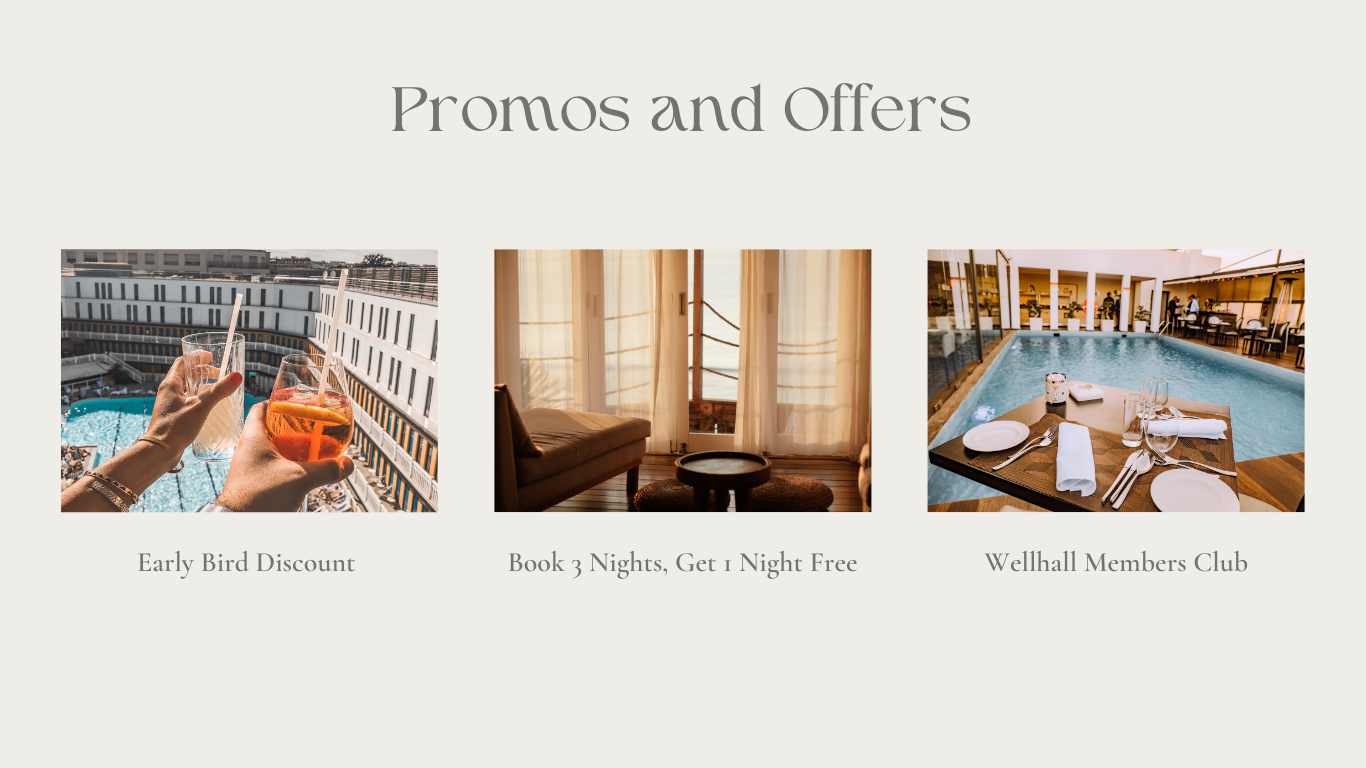 Promos and Offers
Early Bird Discount
Book 3 Nights, Get 1 Night Free
Wellhall Members Club